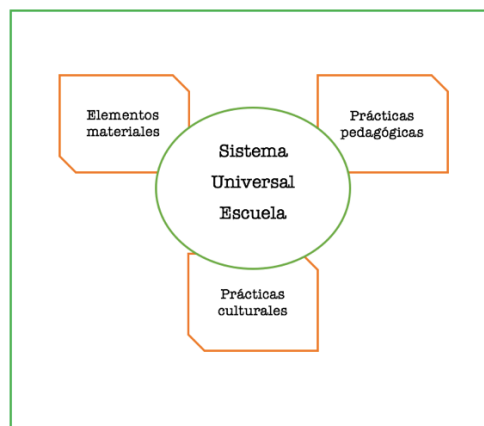 Elementos
materiales
Prácticas
pedagógicas
Sistema
Universal
Escuela
Prácticas
culturales